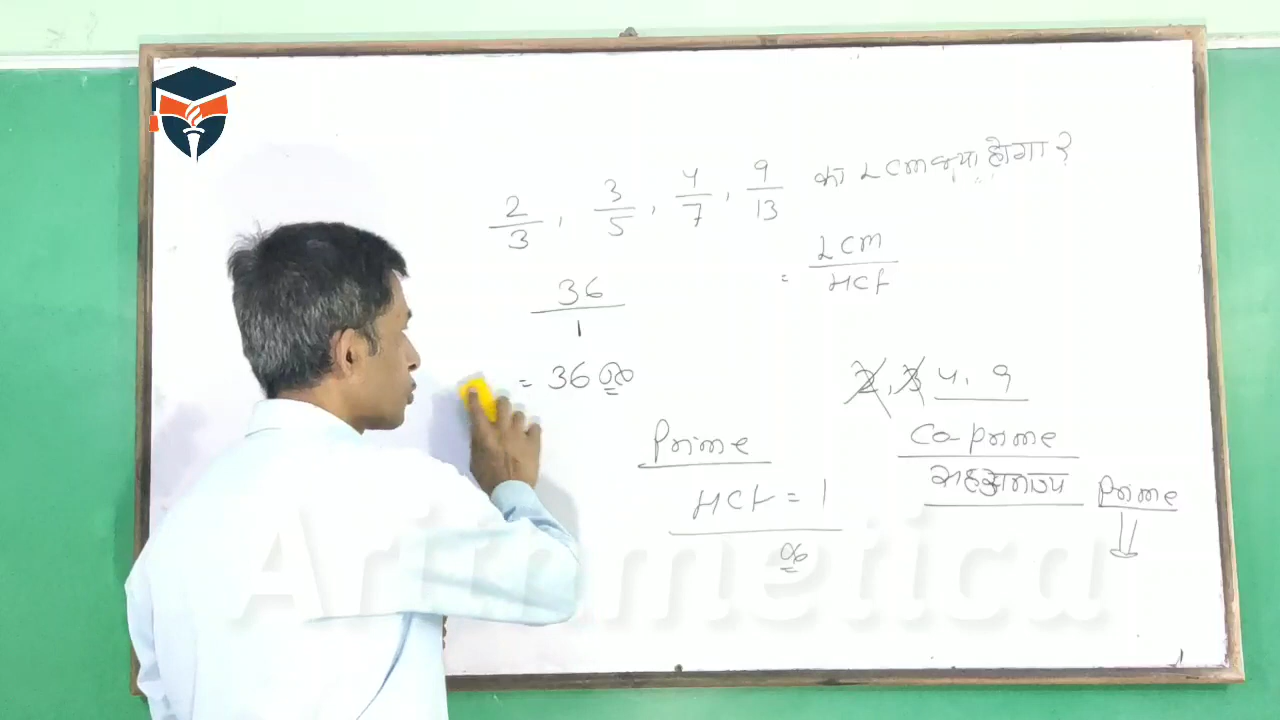 2/3 , 3/5 , 4/7 , 9/13 का LCM क्या होगा ?
= LCM/HCF
36/1
= 36
2, 3 4, 9
Prime
Co Prime
HCF = 1
सहअभाज्य Prime
Arithmetica